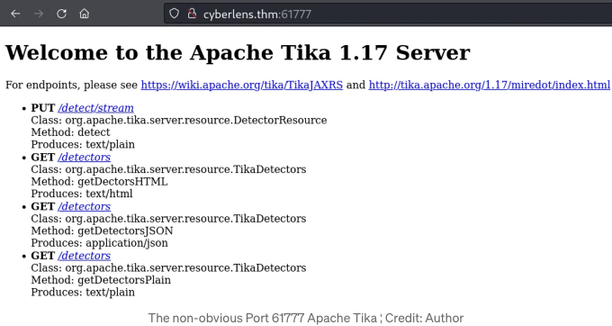 cyberlens.thm:61777
Welcome to the Apache Tika 1.17 Server
For endpoints, please see https://wiki.apache.org/tika/TikaJAXRS and http://tika.apache.org/1.17/miredot/index.html
• PUT /detect/stream
Class: org.apache.tika.server.resource.DetectorResource
Method: detect
Produces: text/plain
• GET /detectors
Class: org.apache.tika.server.resource.TikaDetectors
Method: getDectorsHTML
Produces: text/html
• GET /detectors
Class: org.apache.tika.server.resource.TikaDetectors
Method: getDetectorsJSON
Produces: application/json
• GET /detectors
Class: org.apache.tika.server.resource.TikaDetectors
Method: getDetectorsPlain
Produces: text/plain
The non-obvious Port 61777 Apache Tika ¦ Credit: Author